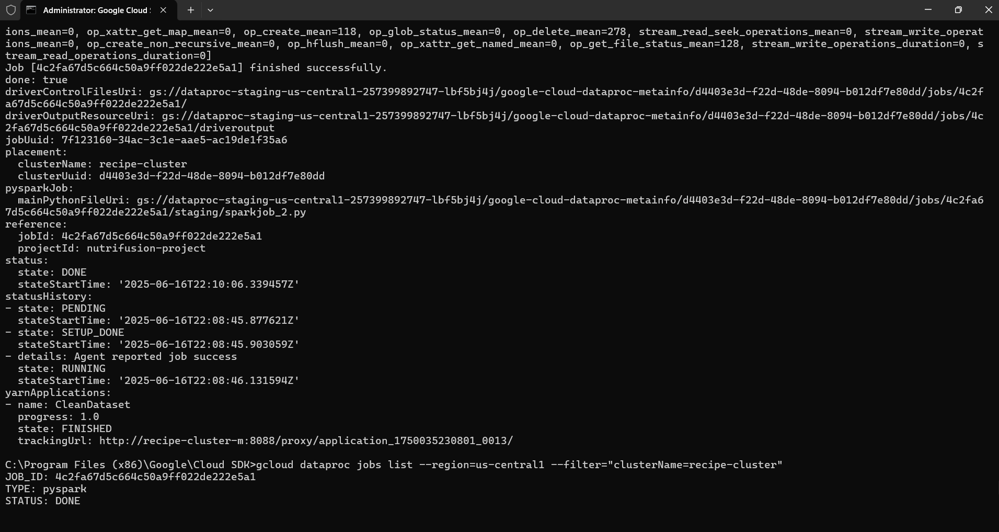 Administrator: Google Cloud S
ions_mean=0, op_xattr_get_map_mean=0, op_create_mean=118, op_glob_status_mean=0, op_delete_mean=278, stream_read_seek_operations_mean=0, stream_write_operat
ions_mean=0, op_create_non_recursive_mean=0, op_hflush_mean=0, op_xattr_get_named_mean=0, op_get_file_status_mean=128, stream_write_operations_duration=0, s
tream_read_operations_duration=0]
Job [4c2fa67d5c664c50a9ff022de222e5a1] finished successfully.
done: true
driverControlFilesUri: gs://dataproc-staging-us-central1-257399892747-lbf5bj4j/google-cloud-dataproc-metainfo/d4403e3d-f22d-48de-8094-b012df7e80dd/jobs/4c2f
a67d5c664c50a9ff022de222e5a1/
driverOutputResourceUri: gs://dataproc-staging-us-central1-257399892747-lbf5bj4j/google-cloud-dataproc-metainfo/d4403e3d-f22d-48de-8094-b012df7e80dd/jobs/4c
2fa67d5c664c50a9ff022de222e5a1/driveroutput
jobUuid: 7f123160-34ac-3c1e-aae5-ac19de1f35a6
placement:
  clusterName: recipe-cluster
  clusterUuid: d4403e3d-f22d-48de-8094-b012df7e80dd
pysparkJob:
  mainPythonFileUri: gs://dataproc-staging-us-central1-257399892747-lbf5bj4j/google-cloud-dataproc-metainfo/d4403e3d-f22d-48de-8094-b012df7e80dd/jobs/4c2fa6
7d5c664c50a9ff022de222e5a1/staging/sparkjob_2.py
reference:
  jobId: 4c2fa67d5c664c50a9ff022de222e5a1
  projectId: nutrifusion-project
status:
  state: DONE
  stateStartTime: '2025-06-16T22:10:06.339457Z'
statusHistory:
- state: PENDING
  stateStartTime: '2025-06-16T22:08:45.877621Z'
- state: SETUP_DONE
  stateStartTime: '2025-06-16T22:08:45.903059Z'
- details: Agent reported job success
  state: RUNNING
  stateStartTime: '2025-06-16T22:08:46.131594Z'
yarnApplications:
- name: CleanDataset
  progress: 1.0
  state: FINISHED
  trackingUrl: http://recipe-cluster-m:8088/proxy/application_1750035230801_0013/
C:\Program Files (x86)\Google\Cloud SDK>gcloud dataproc jobs list --region=us-central1 --filter="clusterName=recipe-cluster"
JOB_ID: 4c2fa67d5c664c50a9ff022de222e5a1
TYPE: pyspark
STATUS: DONE